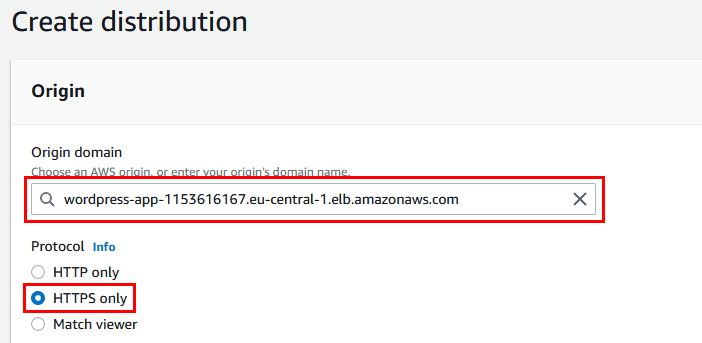 Create distribution
Origin
Origin domain
Choose an AWS origin, or enter your origin's domain name.
wordpress-app-1153616167.eu-central-1.elb.amazonaws.com
Protocol Info
HTTP only
HTTPS only
Match viewer